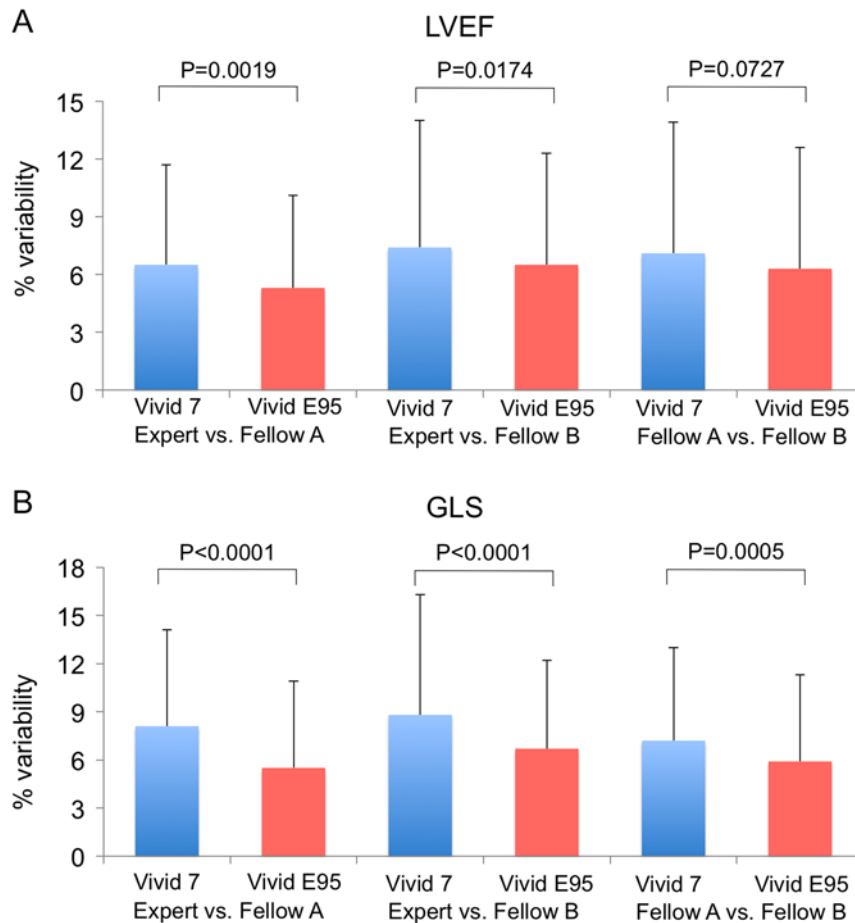 A
LVEF
P=0.0019 P=0.0174 P=0.0727
% variability
15
12
9
6
3
0
Vivid 7 Vivid E95 Vivid 7 Vivid E95 Vivid 7 Vivid E95
Expert vs. Fellow A Expert vs. Fellow B Fellow A vs. Fellow B
B
GLS
P<0.0001 P<0.0001 P=0.0005
% variability
18
15
12
9
6
3
0
Vivid 7 Vivid E95 Vivid 7 Vivid E95 Vivid 7 Vivid E95
Expert vs. Fellow A Expert vs. Fellow B Fellow A vs. Fellow B